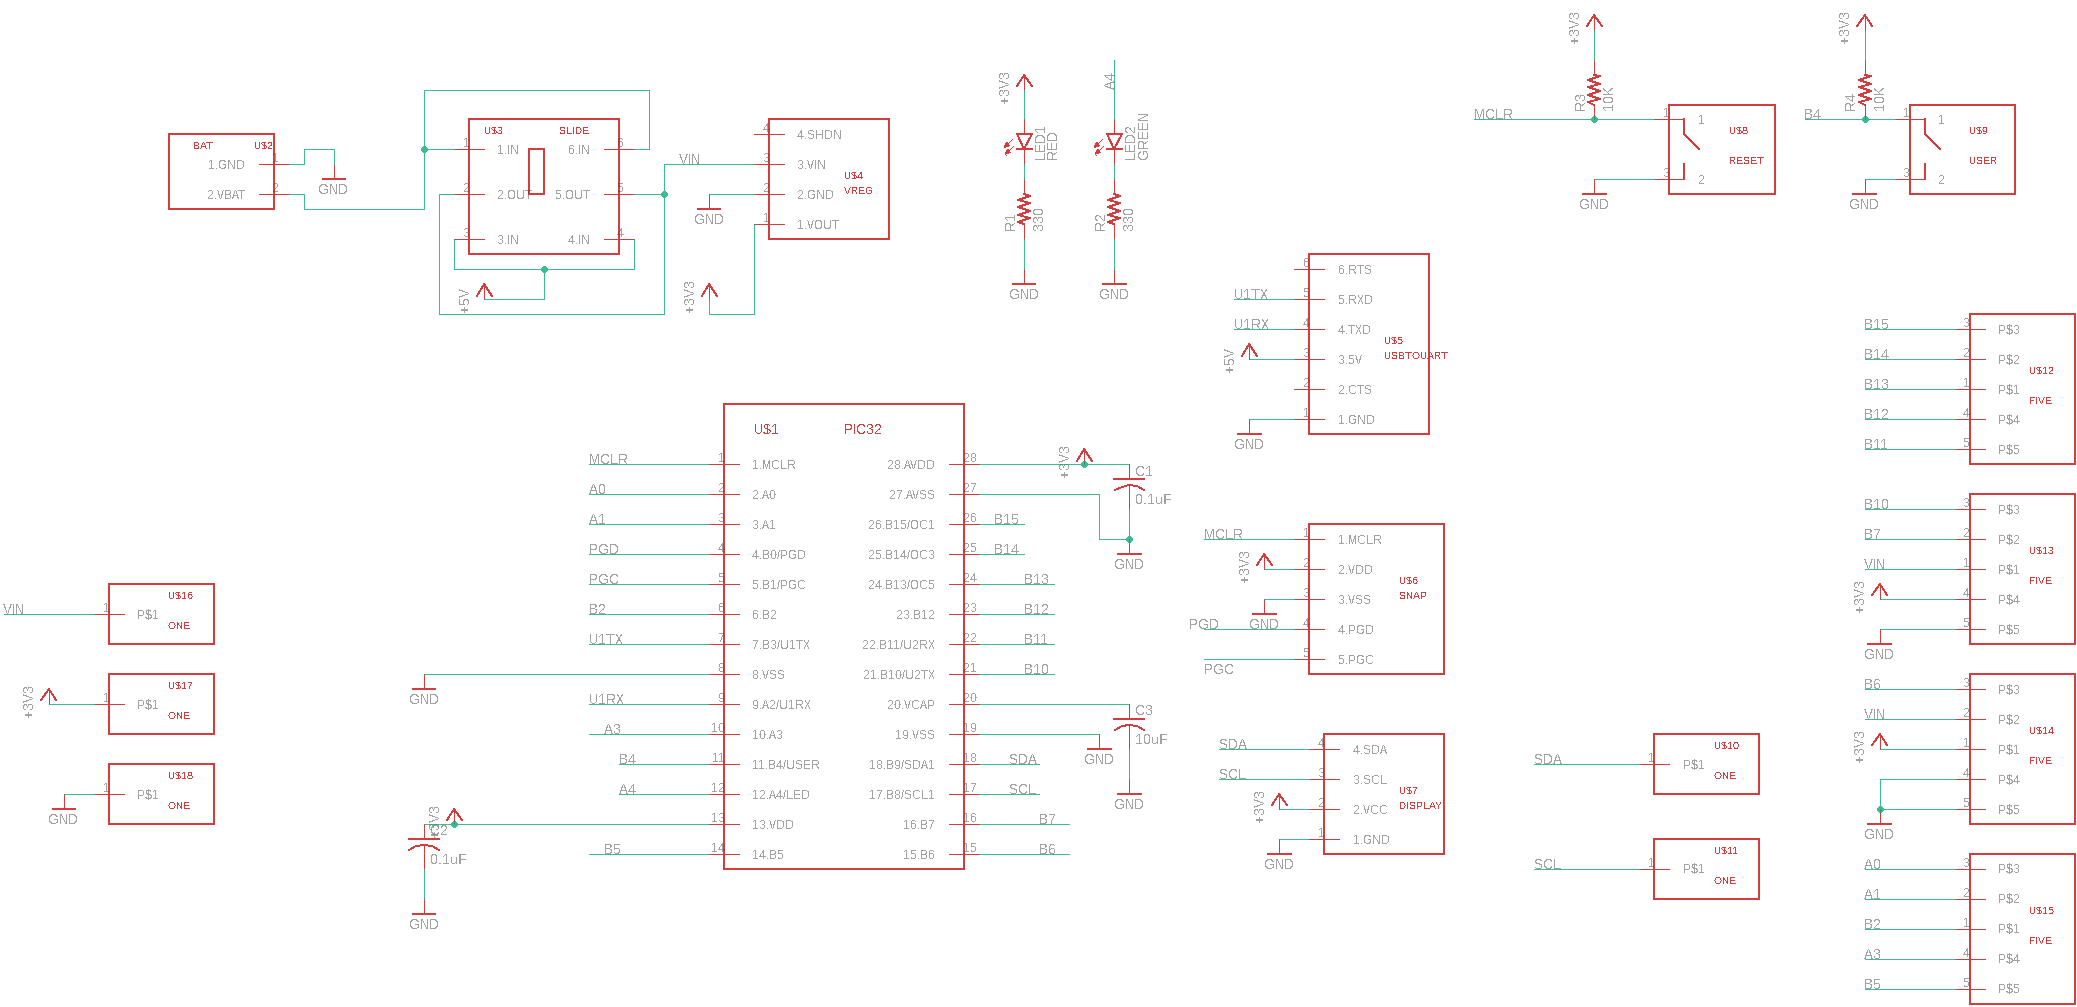 BAT U$2
1.GND 1
2.VBAT 2
GND
U$3 SLIDE
1 1.IN 6.IN 6
2 2.OUT 5.OUT 5
3 3.IN 4.IN 4
+5V
VIN
4 4.SHDN
3 3.VIN
2 2.GND
1 1.VOUT
U$4
VREG
GND
+3V3
+3V3
LED1
RED
R1
330
GND
A4
LED2
GREEN
R2
330
GND
+3V3
R3
10K
MCLR
1 1
3 2
U$8
RESET
GND
+3V3
R4
10K
B4
1 1
3 2
U$9
USER
GND
6 6.RTS
U1TX 5 5.RXD
U1RX 4 4.TXD
+5V 3 3.5V
2 2.CTS
1 1.GND
U$5
USBTOUART
GND
U$1 PIC32
MCLR 1 1.MCLR
A0 2 2.A0
A1 3 3.A1
PGD 4 4.B0/PGD
PGC 5 5.B1/PGC
B2 6 6.B2
U1TX 7 7.B3/U1TX
GND 8 8.VSS
U1RX 9 9.A2/U1RX
A3 10 10.A3
B4 11 11.B4/USER
A4 12 12.A4/LED
+3V3 13 13.VDD
B5 14 14.B5
C2
0.1uF
GND
28.AVDD 28 +3V3
27.AVSS 27
26.B15/OC1 26 B15
25.B14/OC3 25 B14
24.B13/OC5 24 B13
23.B12 23 B12
22.B11/U2RX 22 B11
21.B10/U2TX 21 B10
20.VCAP 20
19.VSS 19 GND
18.B9/SDA1 18 SDA
17.B8/SCL1 17 SCL
16.B7 16 B7
15.B6 15 B6
C1
0.1uF
GND
C3
10uF
GND
MCLR 1 1.MCLR
+3V3 2 2.VDD
GND 3 3.VSS
PGD 4 4.PGD
PGC 5 5.PGC
U$6
SNAP
SDA 4 4.SDA
SCL 3 3.SCL
+3V3 2 2.VCC
1 1.GND
GND
U$7
DISPLAY
VIN 1 P$1
U$16
ONE
+3V3 1 P$1
U$17
ONE
GND 1 P$1
U$18
ONE
SDA 1 P$1
U$10
ONE
SCL 1 P$1
U$11
ONE
B15 3 P$3
B14 2 P$2
B13 1 P$1
B12 4 P$4
B11 5 P$5
U$12
FIVE
B10 3 P$3
B7 2 P$2
VIN 1 P$1
+3V3 4 P$4
5 P$5
GND
U$13
FIVE
B6 3 P$3
VIN 2 P$2
+3V3 1 P$1
4 P$4
5 P$5
GND
U$14
FIVE
A0 3 P$3
A1 2 P$2
B2 1 P$1
A3 4 P$4
B5 5 P$5
U$15
FIVE